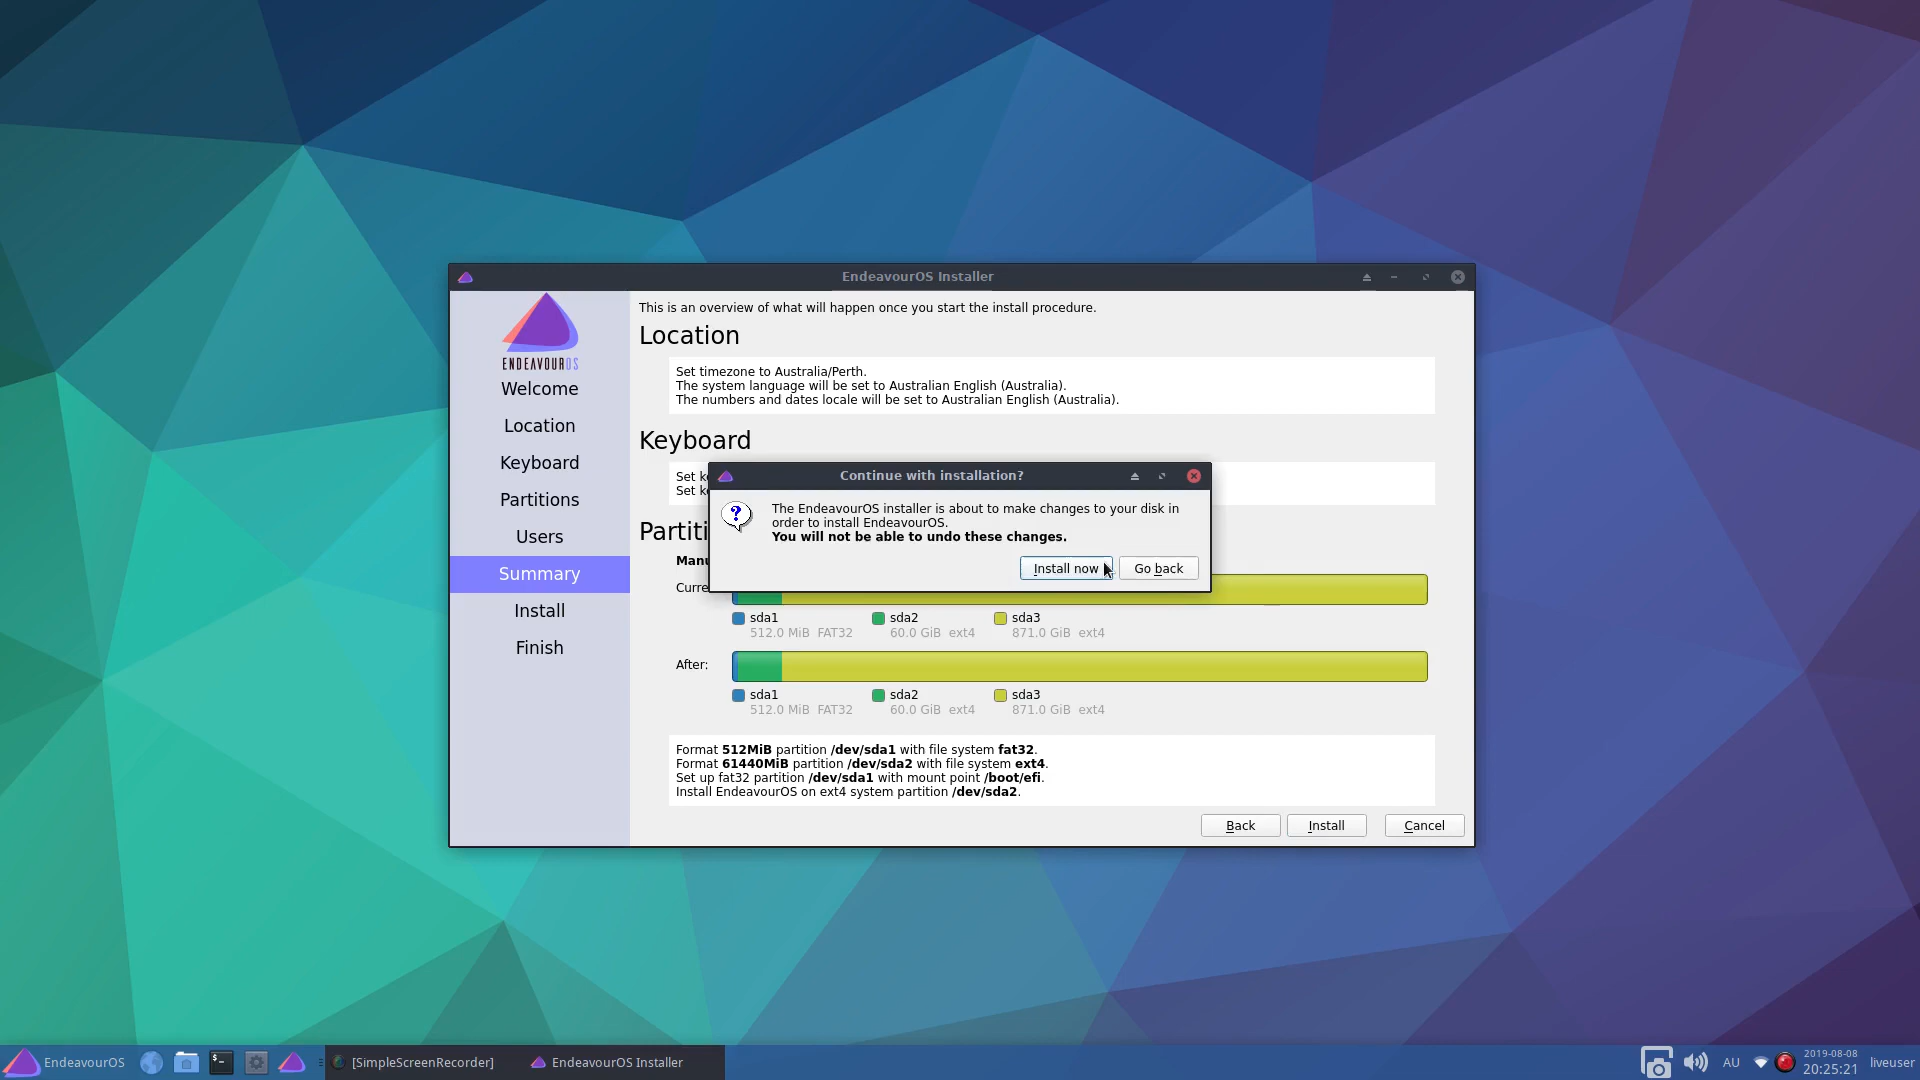 EndeavourOS Installer
ENDEAVOUROS
Welcome
Location
Keyboard
Partitions
Users
Summary
Install
Finish
This is an overview of what will happen once you start the install procedure.
Location
Set timezone to Australia/Perth.
The system language will be set to Australian English (Australia).
The numbers and dates locale will be set to Australian English (Australia).
Keyboard
Set
Set
Continue with installation?
?
The EndeavourOS installer is about to make changes to your disk in
order to install EndeavourOS.
You will not be able to undo these changes.
Install now
Go back
After:
sda1 sda2 sda3
512.0 MiB FAT32 60.0 GiB ext4 871.0 GiB ext4
sda1 sda2 sda3
512.0 MiB FAT32 60.0 GiB ext4 871.0 GiB ext4
Format 512MiB partition /dev/sda1 with file system fat32.
Format 61440MiB partition /dev/sda2 with file system ext4.
Set up fat32 partition /dev/sda1 with mount point /boot/efi.
Install EndeavourOS on ext4 system partition /dev/sda2.
Back
Install
Cancel
EndeavourOS
[SimpleScreenRecorder]
EndeavourOS Installer
AU
2019-08-08
20:25:21
liveuser